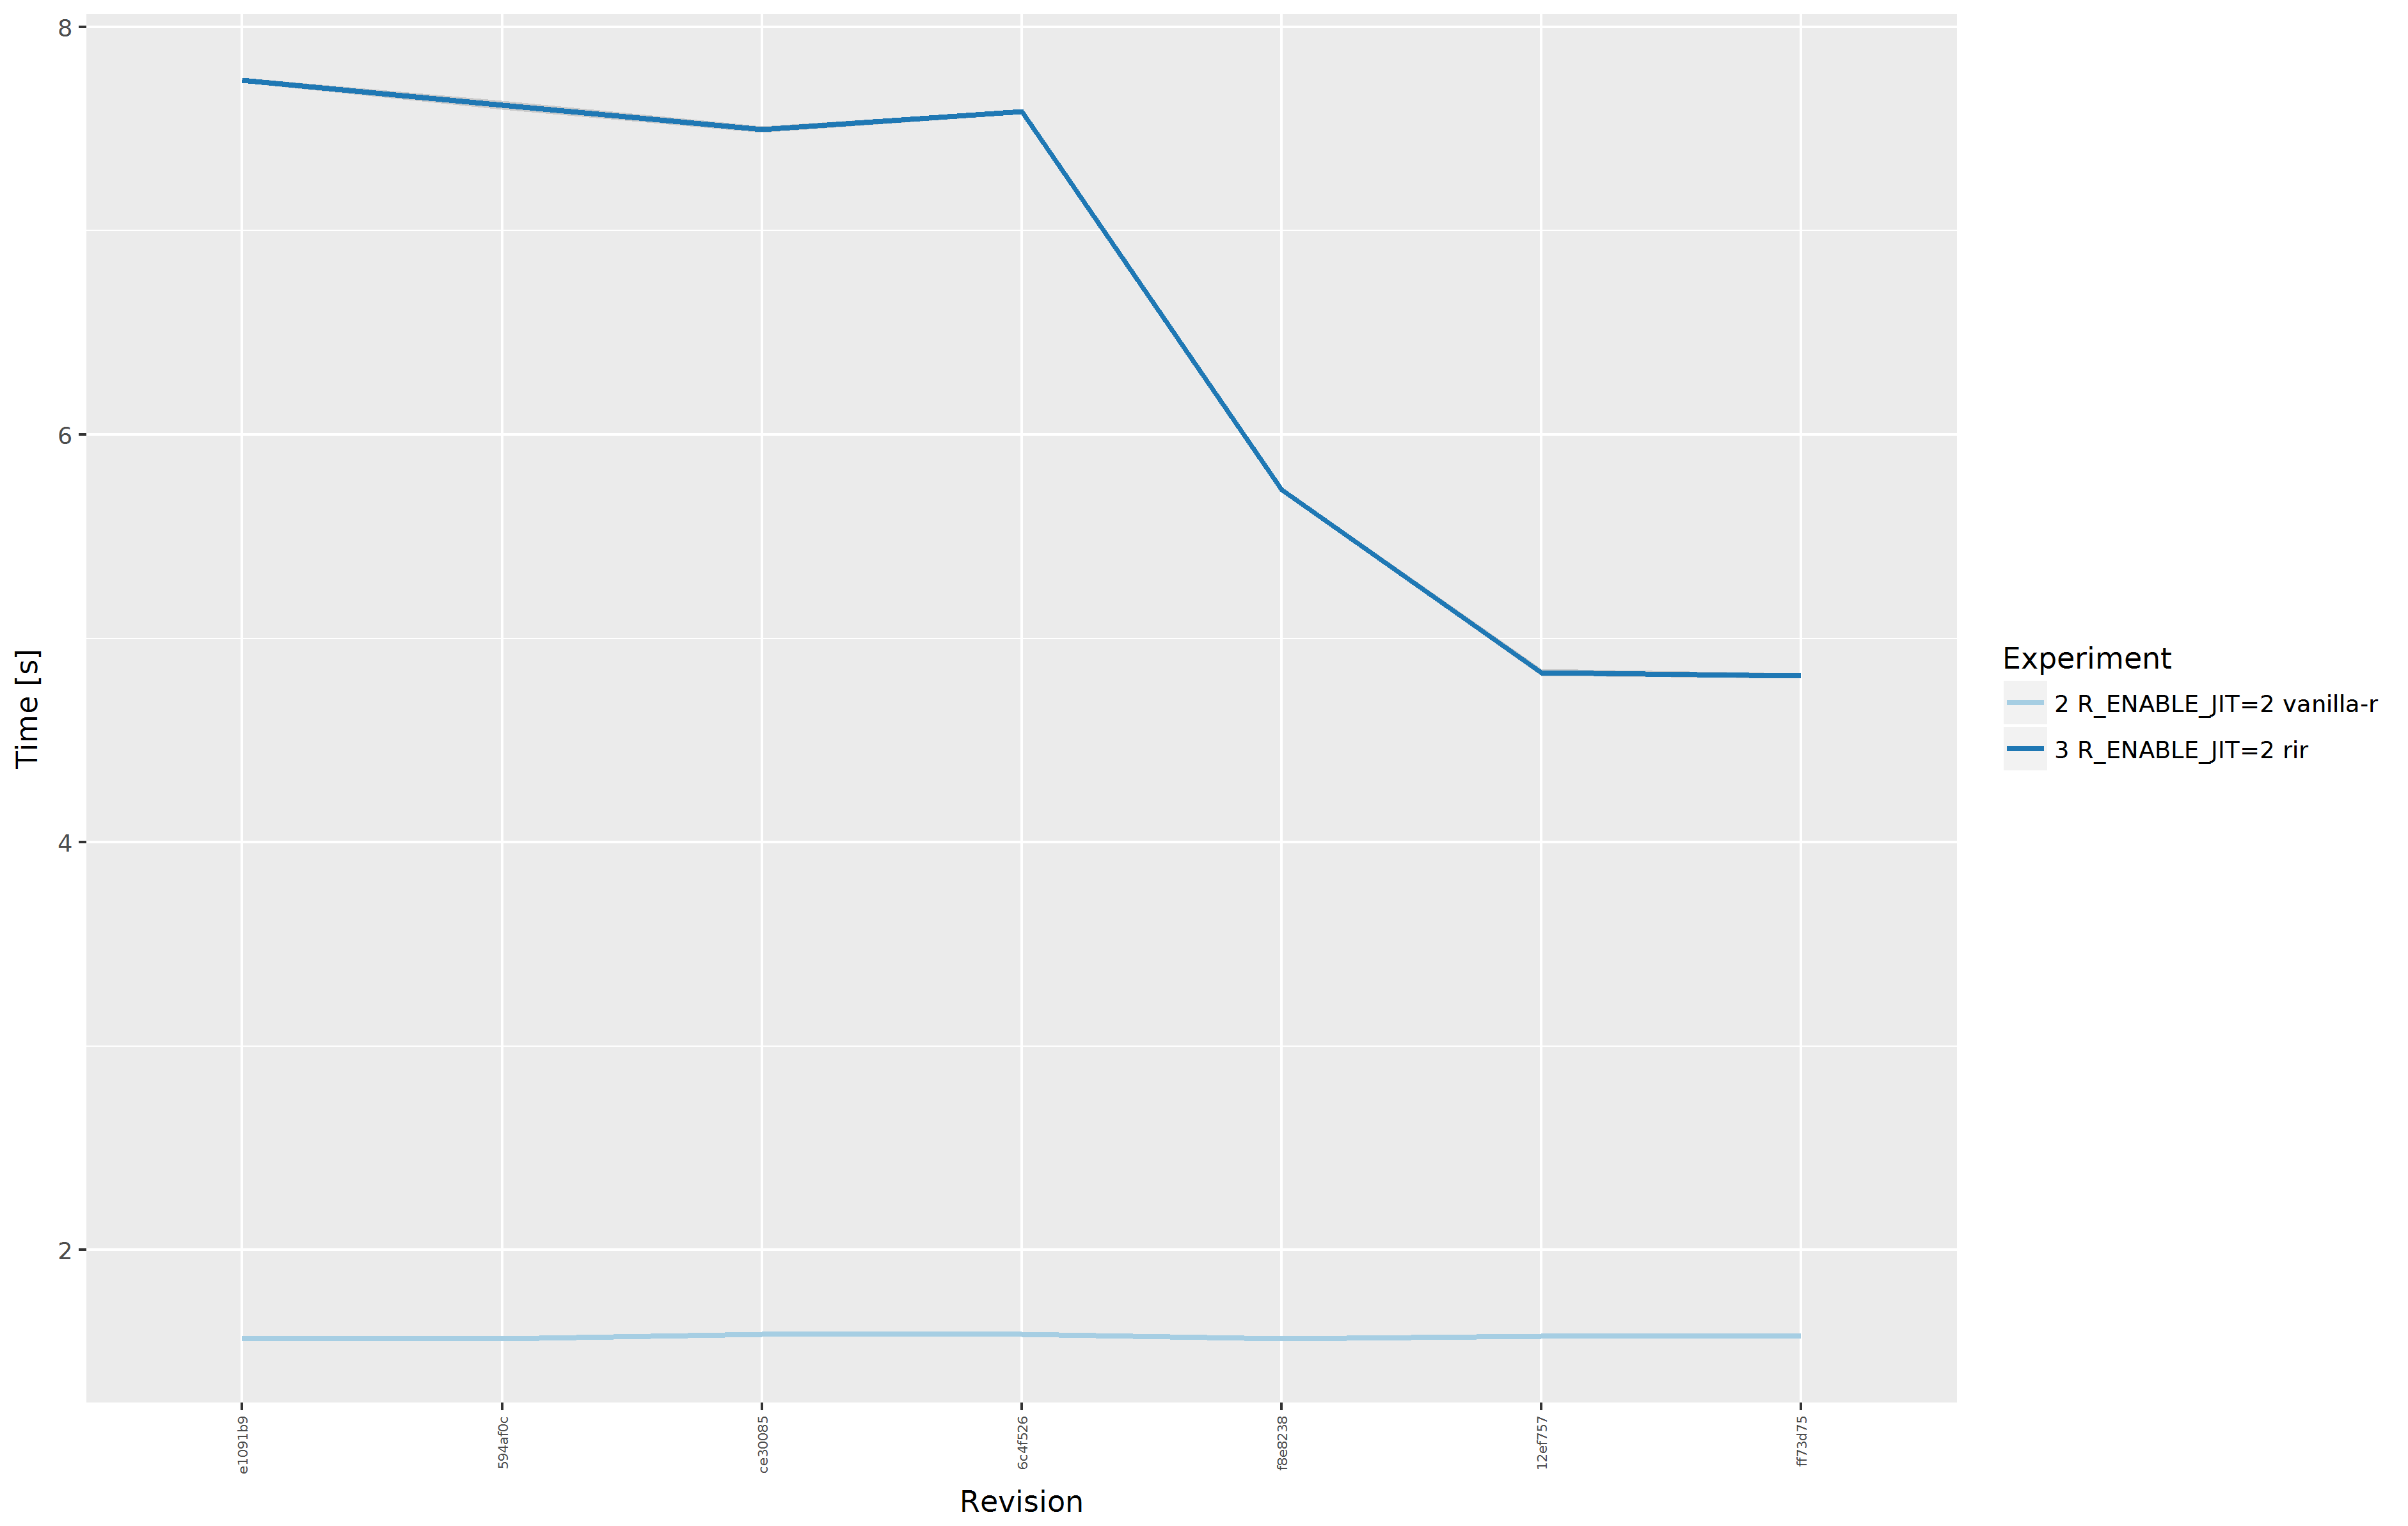 8
6
4
2
Time [s]
e1091b9
594af0c
ce30085
6c4f526
f8e8238
12ef757
ff73d75
Revision
Experiment
2 R_ENABLE_JIT=2 vanilla-r
3 R_ENABLE_JIT=2 rir